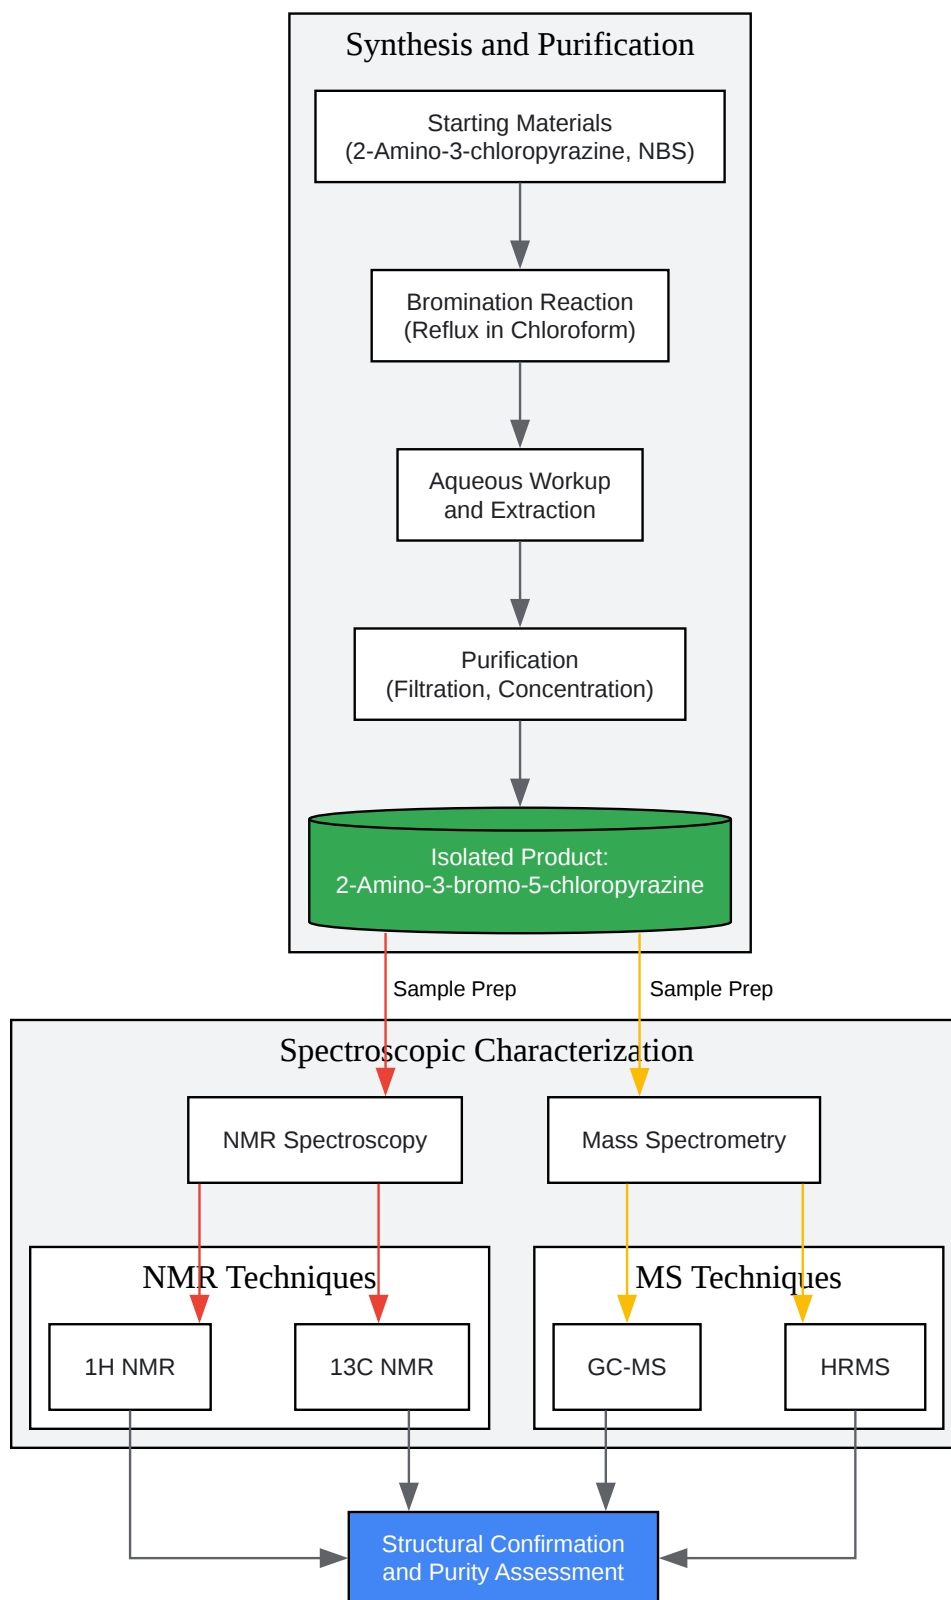 Synthesis and Purification
Starting Materials
(2-Amino-3-chloropyrazine, NBS)
Bromination Reaction
(Reflux in Chloroform)
Aqueous Workup
and Extraction
Purification
(Filtration, Concentration)
Isolated Product:
2-Amino-3-bromo-5-chloropyrazine
Sample Prep
Sample Prep
Spectroscopic Characterization
NMR Spectroscopy
Mass Spectrometry
NMR Techniques
MS Techniques
1H NMR
13C NMR
GC-MS
HRMS
Structural Confirmation
and Purity Assessment